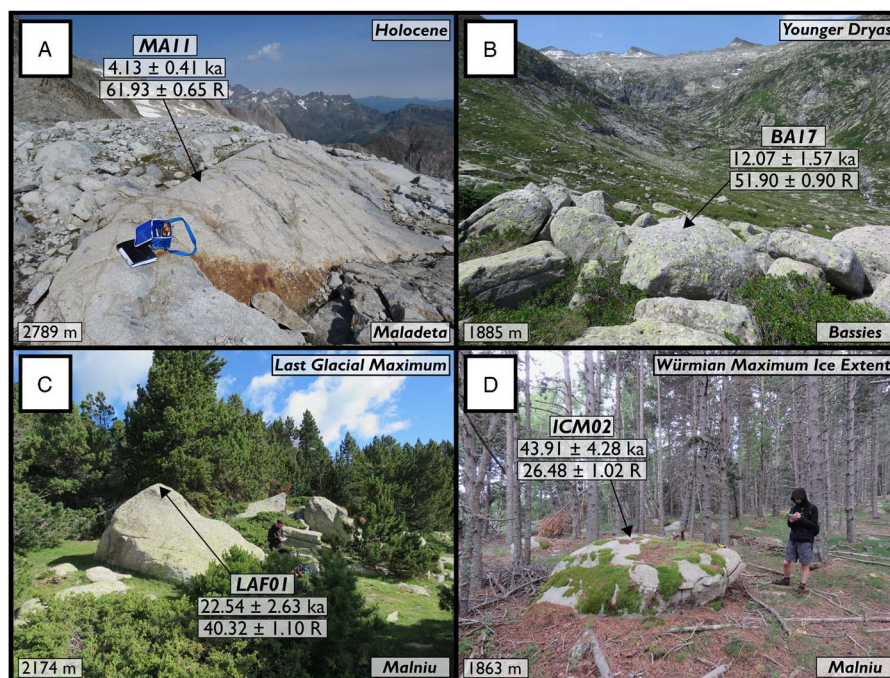 A
Holocene
MA11
4.13 ± 0.41 ka
61.93 ± 0.65 R
2789 m
Maladeta
B
Younger Dryas
BA17
12.07 ± 1.57 ka
51.90 ± 0.90 R
1885 m
Bassies
C
Last Glacial Maximum
LAF01
22.54 ± 2.63 ka
40.32 ± 1.10 R
2174 m
Malniu
D
Würmian Maximum Ice Extent
ICM02
43.91 ± 4.28 ka
26.48 ± 1.02 R
1863 m
Malniu